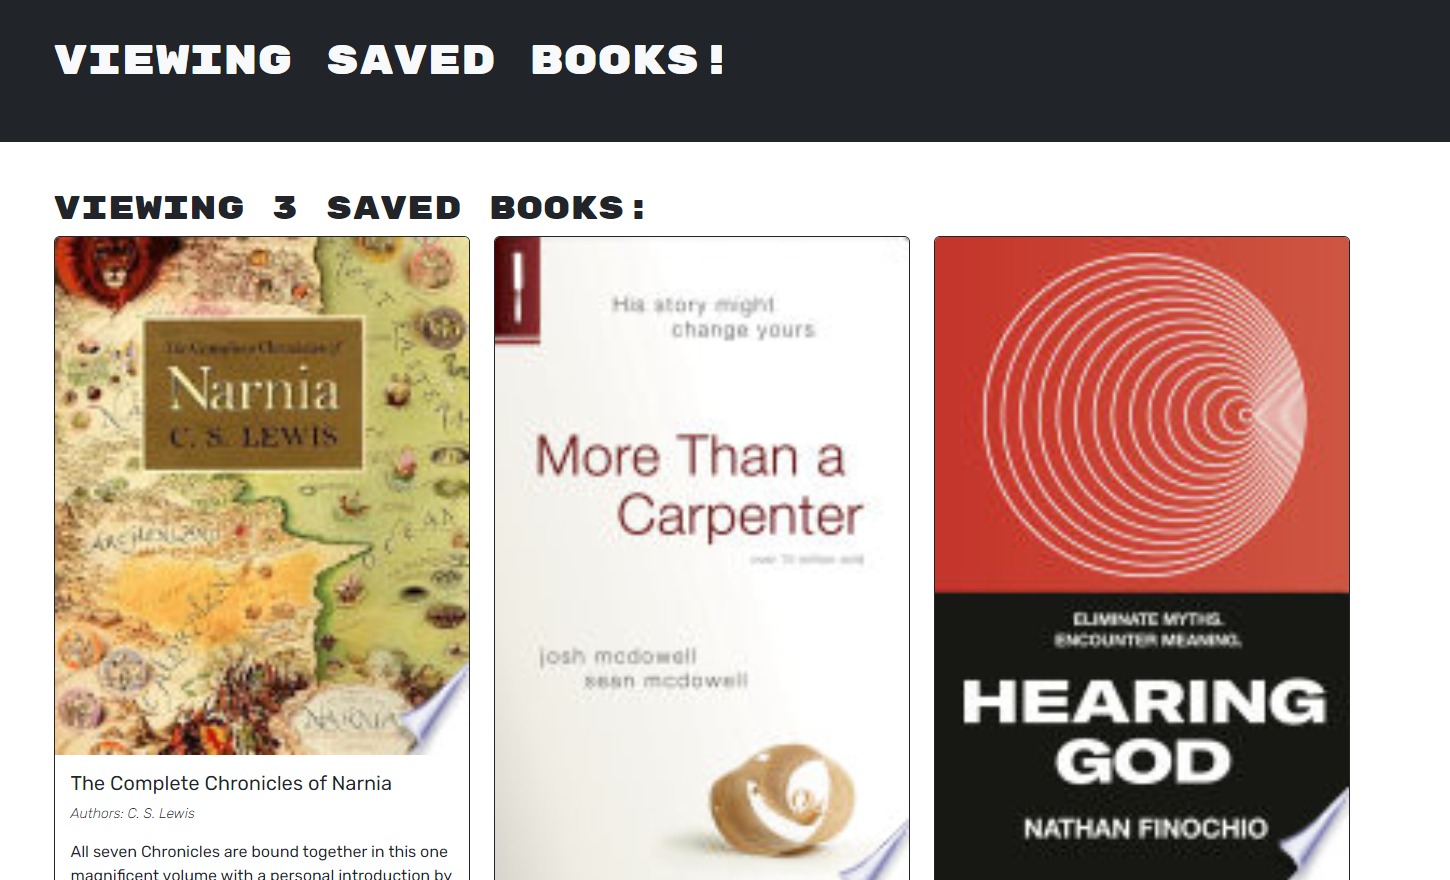 VIEWING SAVED BOOKS!
VIEWING 3 SAVED BOOKS:
The Complete Chronicles of
Narnia
C. S. LEWIS
ARCHENLAND
CALORMEN
NARNIA
The Complete Chronicles of Narnia
Authors: C. S. Lewis
All seven Chronicles are bound together in this one
magnificent volume with a personal introduction by
His story might
change yours
More Than a
Carpenter
over 15 million sold
josh mcdowell
sean mcdowell
ELIMINATE MYTHS.
ENCOUNTER MEANING.
HEARING
GOD
NATHAN FINOCHIO